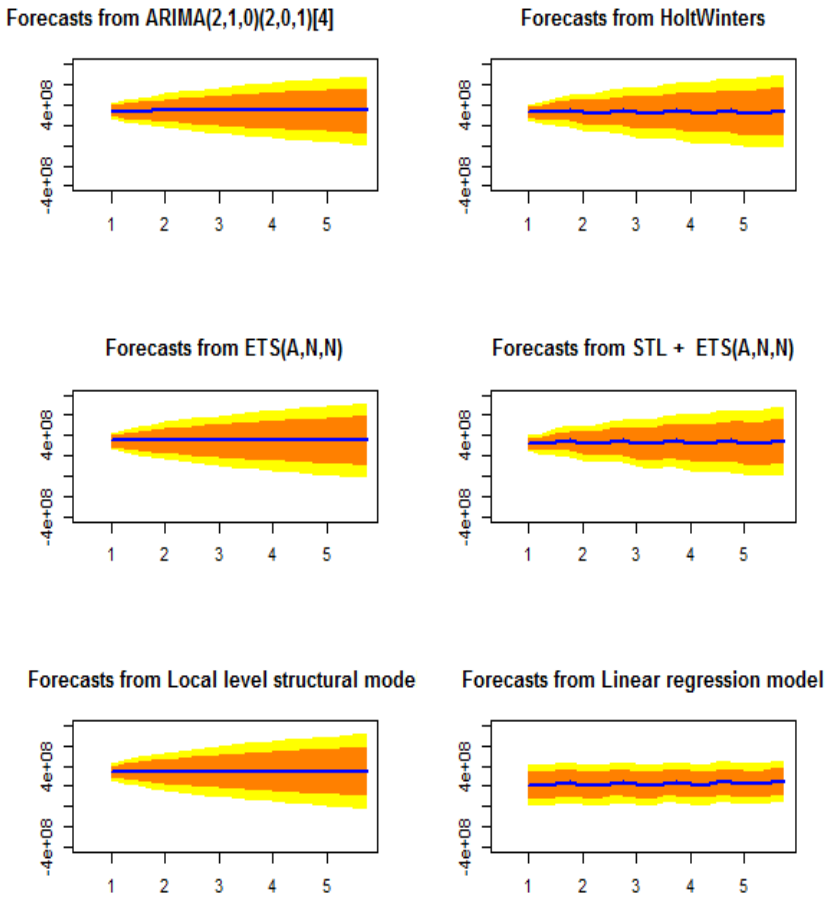 Forecasts from ARIMA(2,1,0)(2,0,1)[4]
4e+08
-4e+08
1 2 3 4 5
Forecasts from HoltWinters
4e+08
-4e+08
1 2 3 4 5
Forecasts from ETS(A,N,N)
4e+08
-4e+08
1 2 3 4 5
Forecasts from STL + ETS(A,N,N)
4e+08
-4e+08
1 2 3 4 5
Forecasts from Local level structural mode
4e+08
-4e+08
1 2 3 4 5
Forecasts from Linear regression model
4e+08
-4e+08
1 2 3 4 5